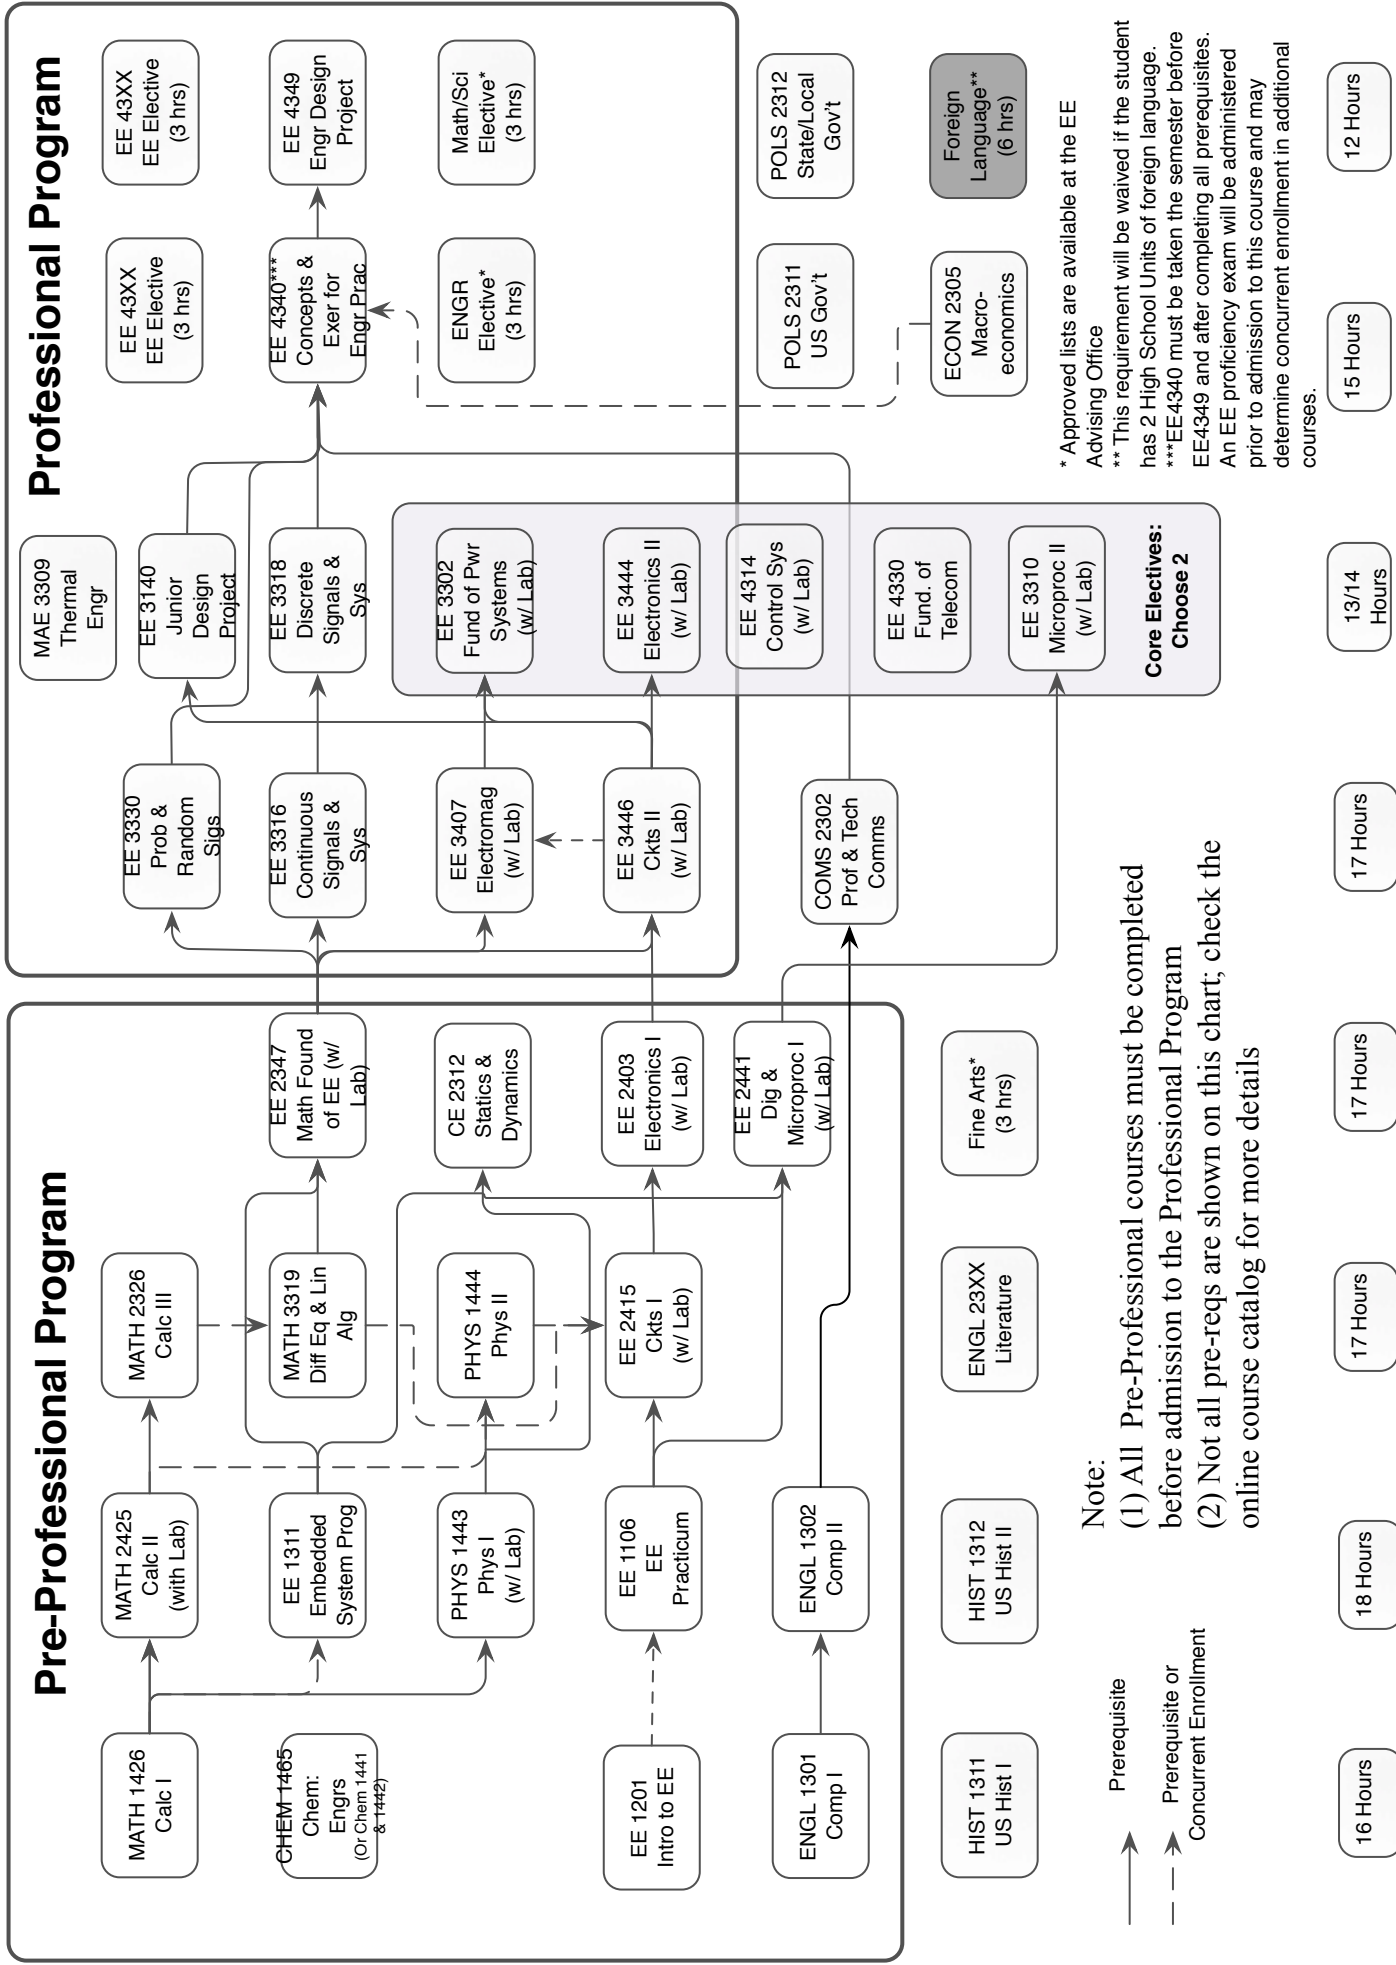 Pre-Professional Program
MATH 1426
Calc I
CHEM 1465
Chem:
Engrs
(Or Chem 1441
& 1442)
EE 1201
Intro to EE
ENGL 1301
Comp I
HIST 1311
US Hist I
MATH 2425
Calc II
(with Lab)
EE 1311
Embedded
System Prog
PHYS 1443
Phys I
(w/ Lab)
EE 1106
EE
Practicum
ENGL 1302
Comp II
HIST 1312
US Hist II
MATH 2326
Calc III
MATH 3319
Diff Eq & Lin
Alg
PHYS 1444
Phys II
EE 2415
Ckts I
(w/ Lab)
ENGL 23XX
Literature
EE 2347
Math Found
of EE (w/
Lab)
CE 2312
Statics &
Dynamics
EE 2403
Electronics I
(w/ Lab)
EE 2441
Dig &
Microproc I
(w/ Lab)
Fine Arts*
(3 hrs)
Professional Program
EE 3330
Prob &
Random
Sigs
EE 3316
Continuous
Signals &
Sys
EE 3407
Electromag
(w/ Lab)
EE 3446
Ckts II
(w/ Lab)
COMS 2302
Prof & Tech
Comms
MAE 3309
Thermal
Engr
EE 3140
Junior
Design
Project
EE 3318
Discrete
Signals &
Sys
EE 3302
Fund of Pwr
Systems
(w/ Lab)
EE 3444
Electronics II
(w/ Lab)
EE 4314
Control Sys
(w/ Lab)
EE 4330
Fund. of
Telecom
EE 3310
Microproc II
(w/ Lab)
Core Electives:
Choose 2
EE 43XX
EE Elective
(3 hrs)
EE 4340***
Concepts &
Exer for
Engr Prac
ENGR
Elective*
(3 hrs)
POLS 2311
US Gov't
ECON 2305
Macro-
economics
EE 43XX
EE Elective
(3 hrs)
EE 4349
Engr Design
Project
Math/Sci
Elective*
(3 hrs)
POLS 2312
State/Local
Gov't
Foreign
Language**
(6 hrs)
* Approved lists are available at the EE
Advising Office
** This requirement will be waived if the student
has 2 High School Units of foreign language.
***EE4340 must be taken the semester before
EE4349 and after completing all prerequisites.
An EE proficiency exam will be administered
prior to admission to this course and may
determine concurrent enrollment in additional
courses.
Prerequisite
Prerequisite or
Concurrent Enrollment
Note:
(1) All Pre-Professional courses must be completed
before admission to the Professional Program
(2) Not all pre-reqs are shown on this chart; check the
online course catalog for more details
16 Hours
18 Hours
17 Hours
17 Hours
17 Hours
13/14
Hours
15 Hours
12 Hours